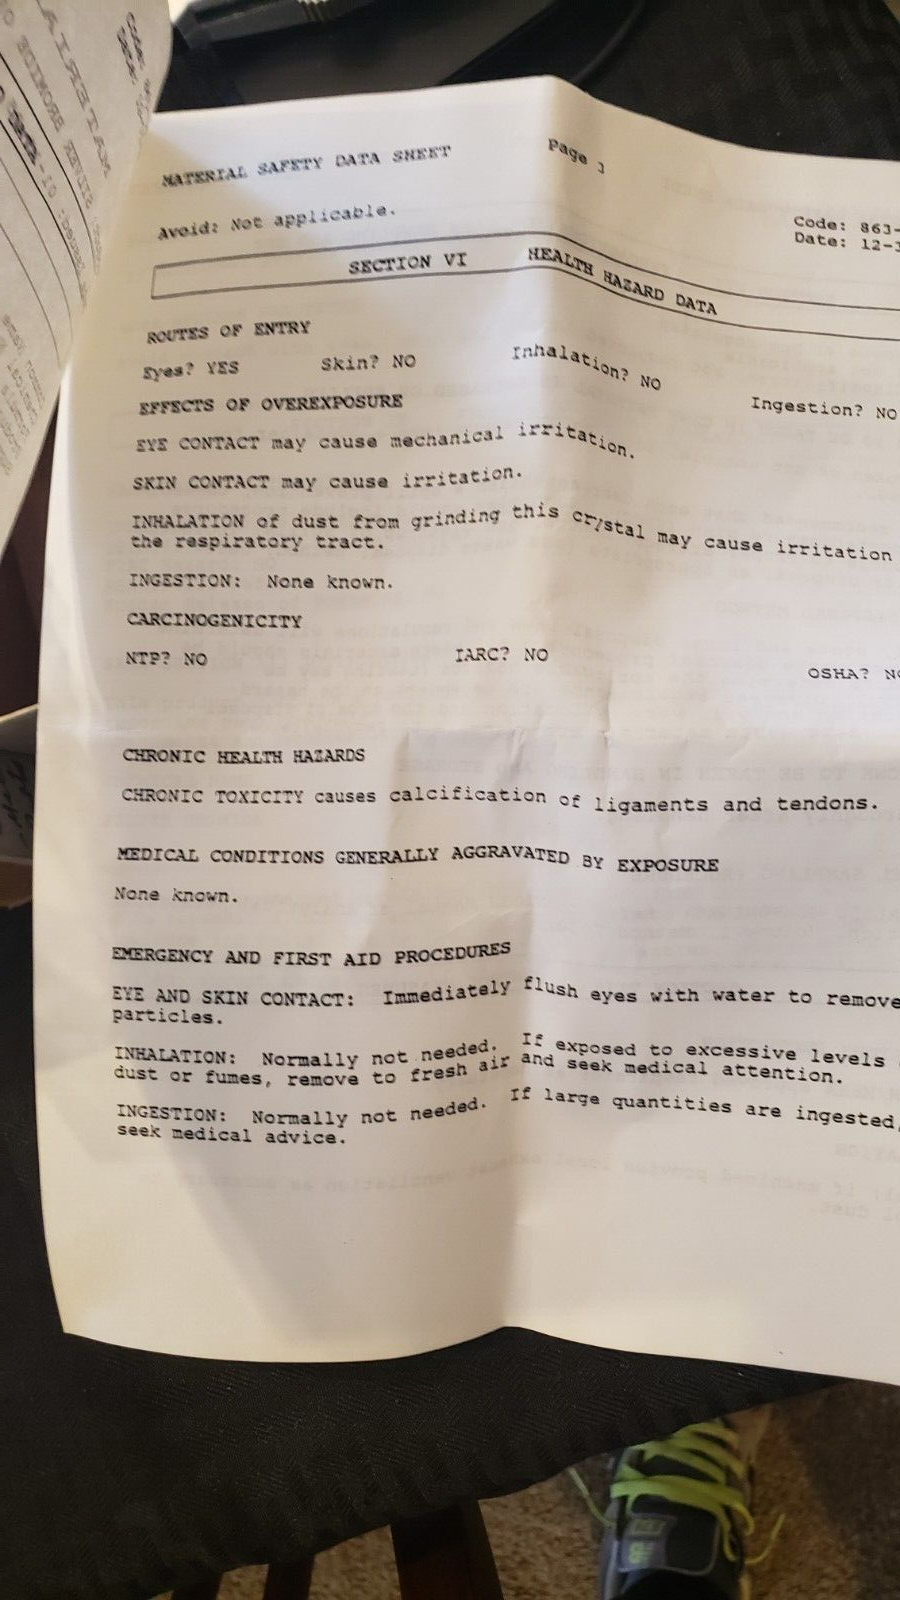 MATERIAL SAFETY DATA SHEET Page 3
Code: 863-
Date: 12-3
Avoid: Not applicable.
SECTION VI HEALTH HAZARD DATA
ROUTES OF ENTRY
Eyes? YES Skin? NO Inhalation? NO Ingestion? NO
EFFECTS OF OVEREXPOSURE
EYE CONTACT may cause mechanical irritation.
SKIN CONTACT may cause irritation.
INHALATION of dust from grinding this crystal may cause irritation
the respiratory tract.
INGESTION: None known.
CARCINOGENICITY
NTP? NO IARC? NO OSHA? NO
CHRONIC HEALTH HAZARDS
CHRONIC TOXICITY causes calcification of ligaments and tendons.
MEDICAL CONDITIONS GENERALLY AGGRAVATED BY EXPOSURE
None known.
EMERGENCY AND FIRST AID PROCEDURES
EYE AND SKIN CONTACT: Immediately flush eyes with water to remove
particles.
INHALATION: Normally not needed. If exposed to excessive levels
dust or fumes, remove to fresh air and seek medical attention.
INGESTION: Normally not needed. If large quantities are ingested,
seek medical advice.